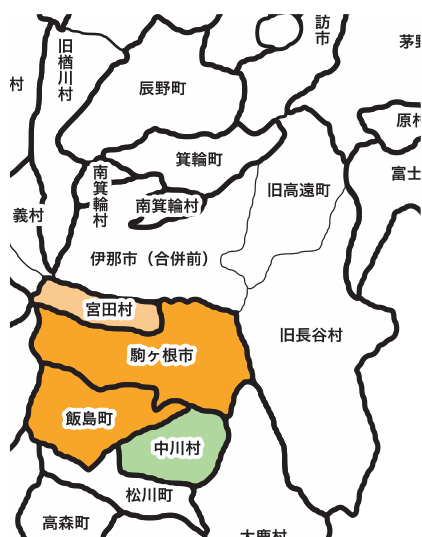 訪市
旧楢川村
茅野
村
辰野町
原村
箕輪町
南箕輪村
富士
旧高遠町
南箕輪村
義村
伊那市（合併前）
宮田村
旧長谷村
駒ヶ根市
飯島町
中川村
松川町
高森町
大鹿村